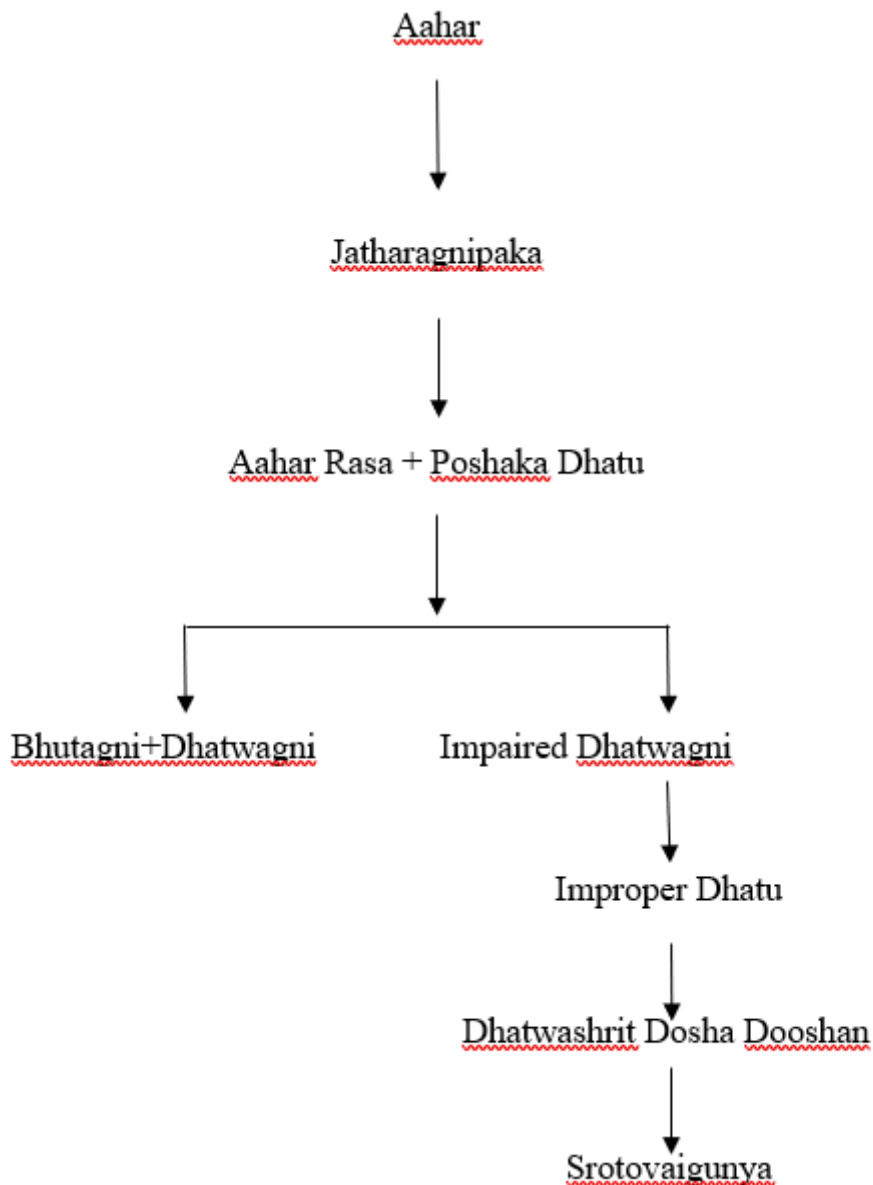 Aahar
Jatharagnipaka
Aahar Rasa + Poshaka Dhatu
Bhutagni+Dhatwagni
Impaired Dhatwagni
Improper Dhatu
Dhatwashrit Dosha Dooshan
Srotovaigunya